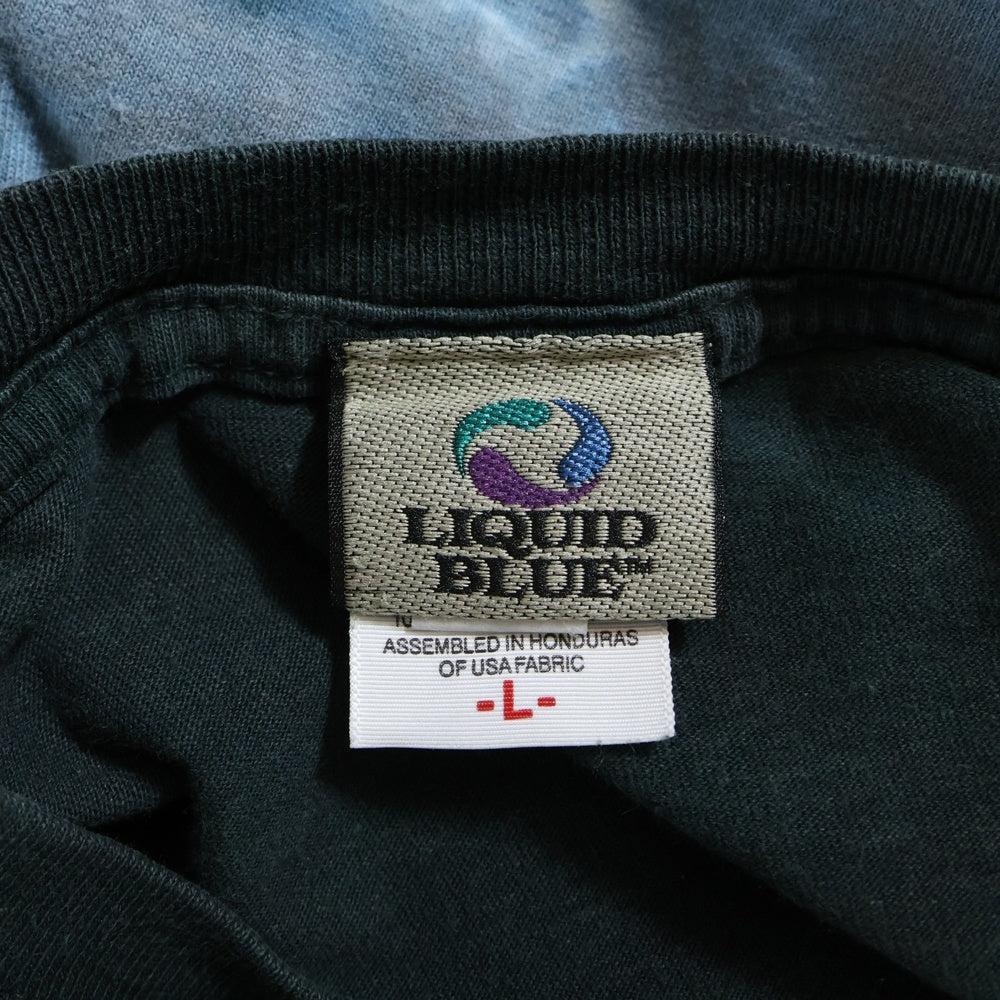 LIQUID
BLUE™
ASSEMBLED IN HONDURAS
OF USA FABRIC
-L-